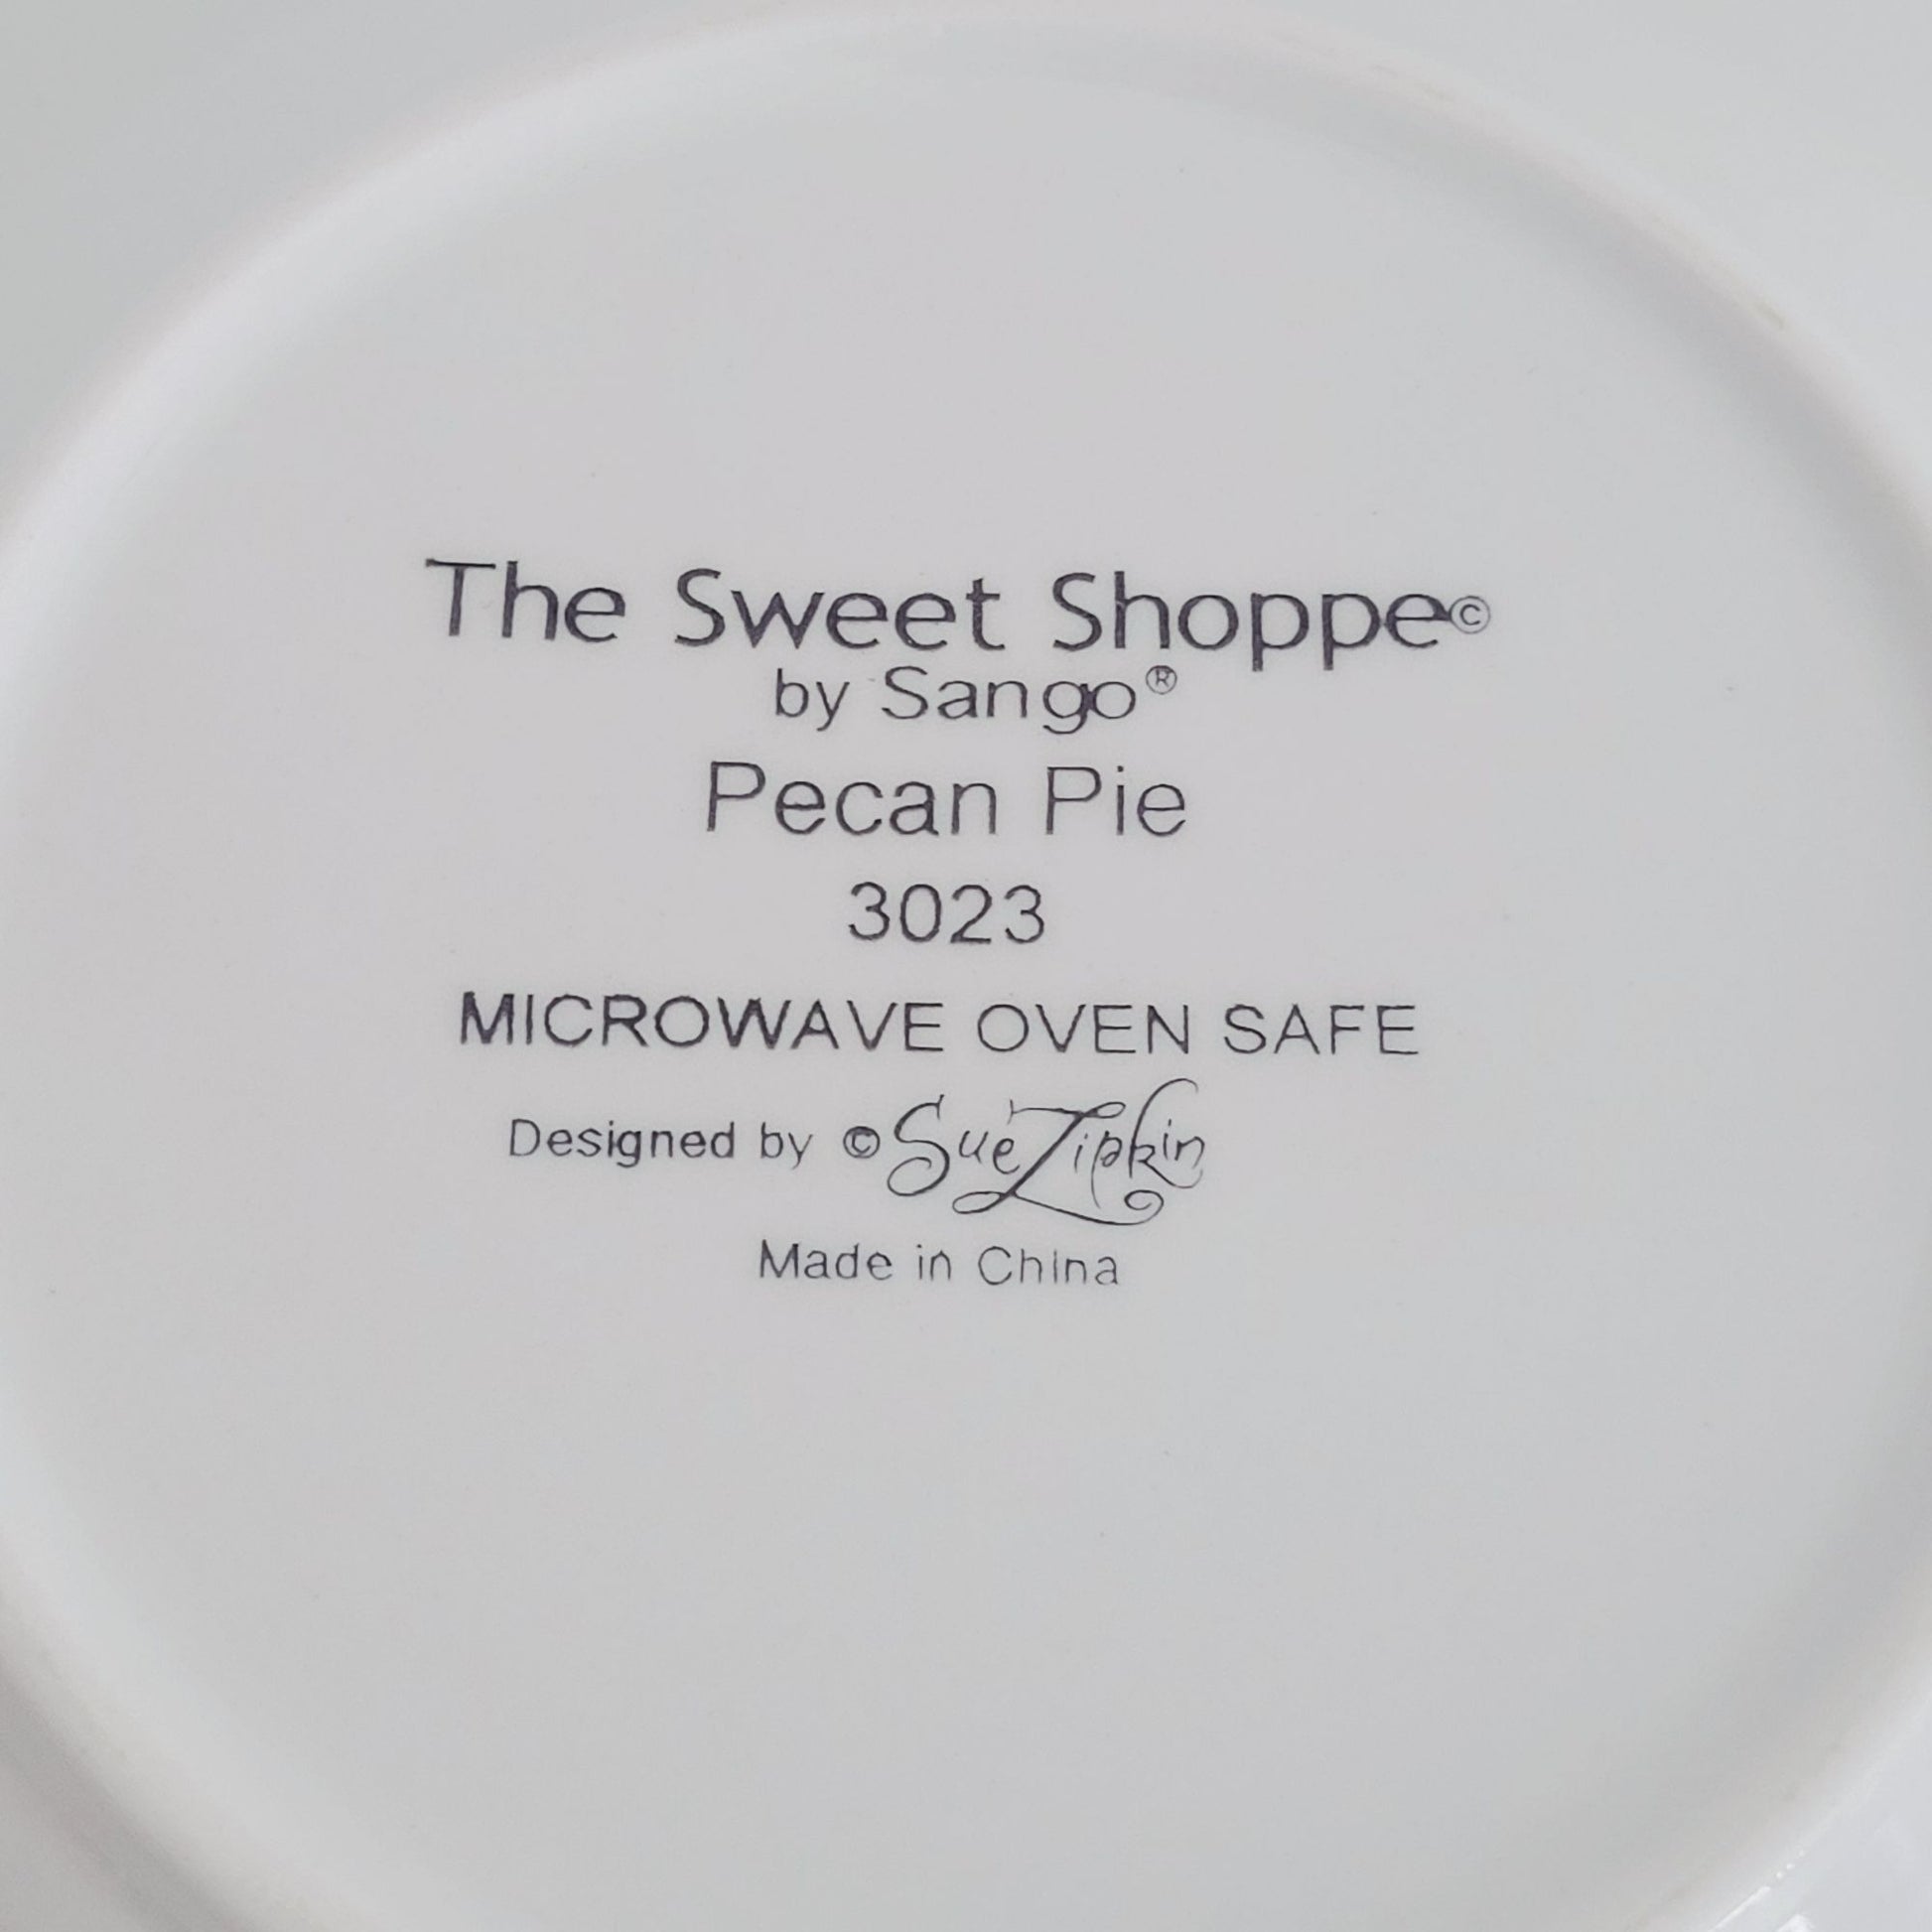 The Sweet Shoppe©
by Sango®
Pecan Pie
3023
MICROWAVE OVEN SAFE
Designed by © Sue Zipkin
Made in China